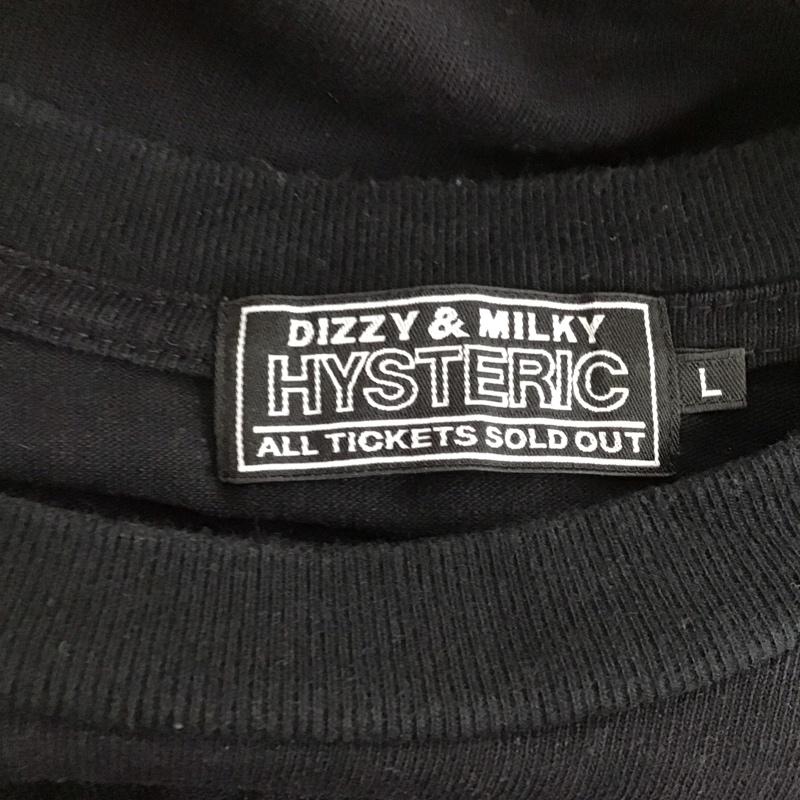 DIZZY & MILKY
HYSTERIC
ALL TICKETS SOLD OUT
L